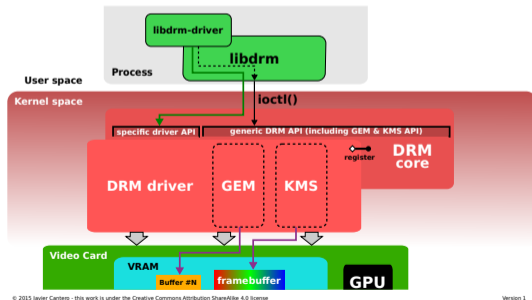 libdrm-driver
libdrm
Process
User space
ioctl()
Kernel space
specific driver API
generic DRM API (including GEM & KMS API)
register
DRM
core
DRM driver
GEM
KMS
Video Card
VRAM
Buffer #N
framebuffer
GPU
© 2015 Javier Cantero - this work is under the Creative Commons Attribution ShareAlike 4.0 license
Version 1